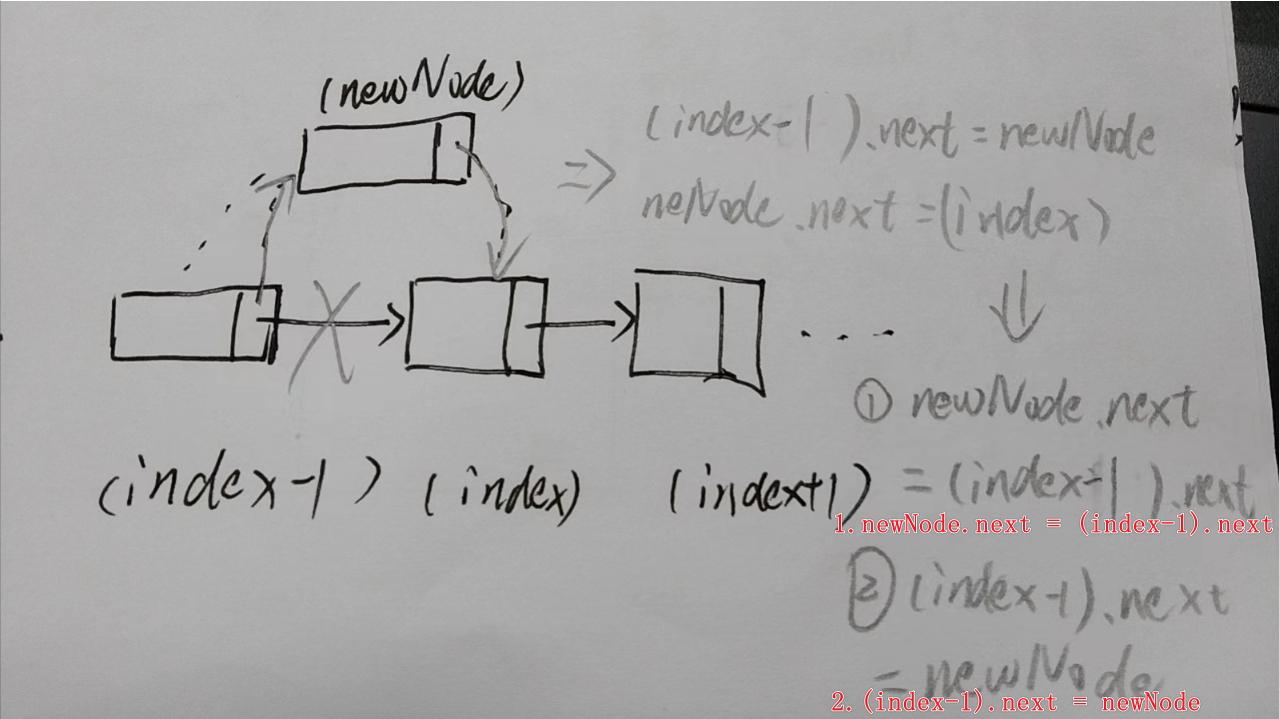 (newNode)
(index-1).next=newNode
neNode.next=(index)
① newNode.next
=(index-1).next
1.newNode.next = (index-1).next
② (index-1).next
=newNode
2.(index-1).next = newNode
(index-1) (index) (index+1)